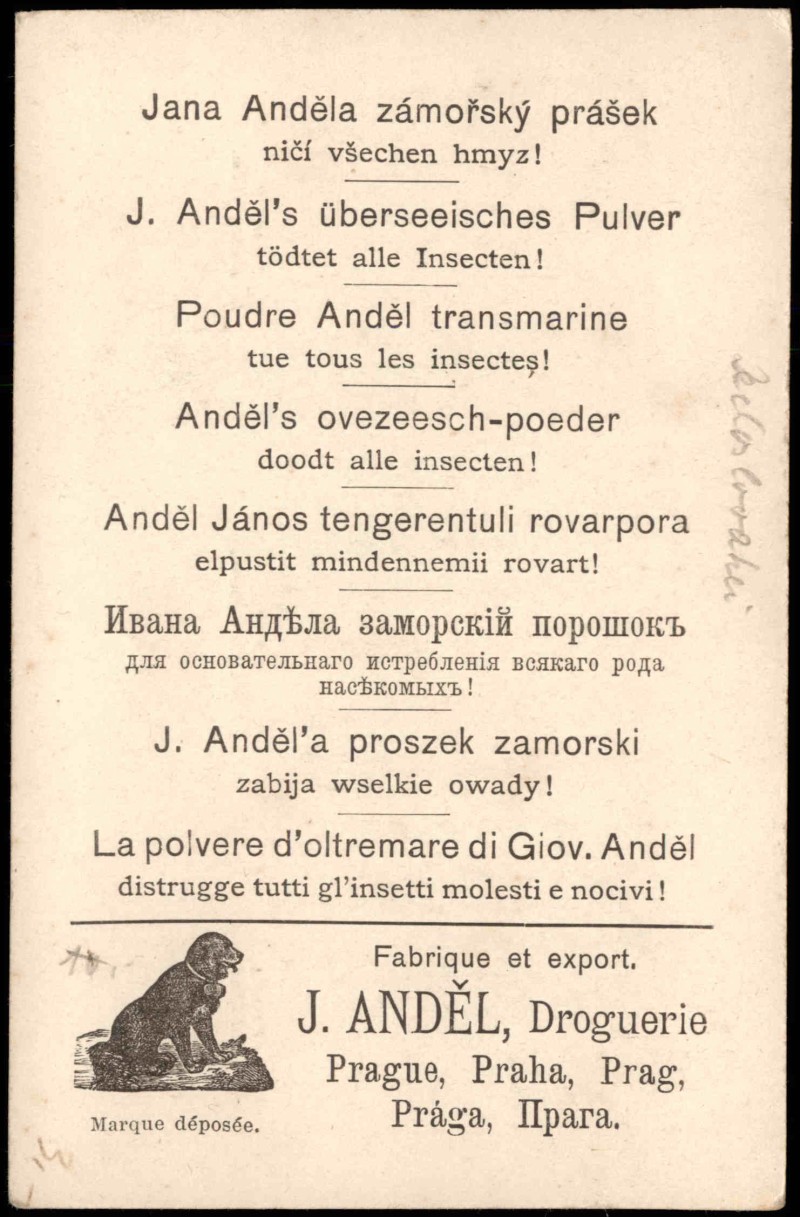 Jana Anděla zámořský prášek
ničí všechen hmyz!
J. Anděl's überseeisches Pulver
tödtet alle Insecten!
Poudre Anděl transmarine
tue tous les insectes!
Anděl's ovezeesch-poeder
doodt alle insecten!
Anděl János tengerentuli rovarpora
elpustit mindennemii rovart!
Ивана Андѣла заморскій порошокъ
для основательнаго истребленія всякаго рода
насѣкомыхъ!
J. Anděl'a proszek zamorski
zabija wselkie owady!
La polvere d'oltremare di Giov. Anděl
distrugge tutti gl'insetti molesti e nocivi!
Fabrique et export.
J. ANDĚL, Droguerie
Prague, Praha, Prag,
Prága, Прага.
Marque déposée.